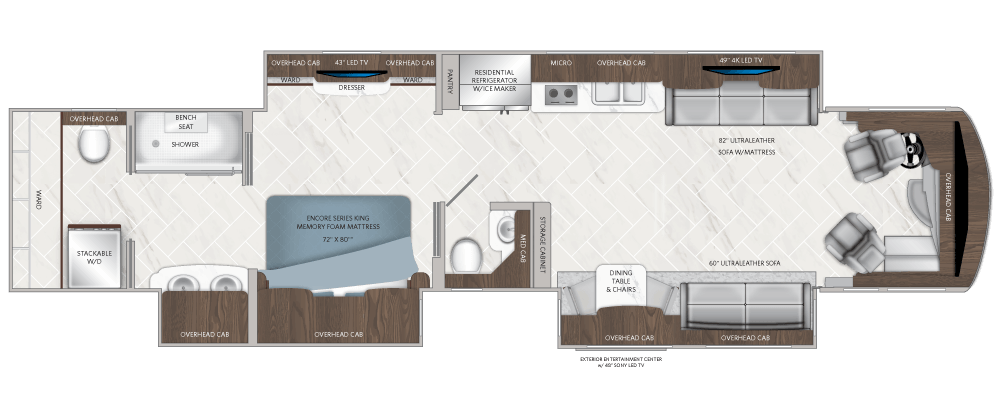 OVERHEAD CAB
43" LED TV
OVERHEAD CAB
WARD
WARD
DRESSER
PANTRY
RESIDENTIAL
REFRIGERATOR
W/ICE MAKER
MICRO
OVERHEAD CAB
49" 4K LED TV
OVERHEAD CAB
BENCH
SEAT
SHOWER
82" ULTRALEATHER
SOFA W/MATTRESS
OVERHEAD CAB
WARD
ENCORE SERIES KING
MEMORY FOAM MATTRESS
72" X 80"
STACKABLE
W/D
MED CAB
STORAGE CABINET
60" ULTRALEATHER SOFA
DINING
TABLE
& CHAIRS
OVERHEAD CAB
OVERHEAD CAB
OVERHEAD CAB
OVERHEAD CAB
EXTERIOR ENTERTAINMENT CENTER
w/ 48" SONY LED TV